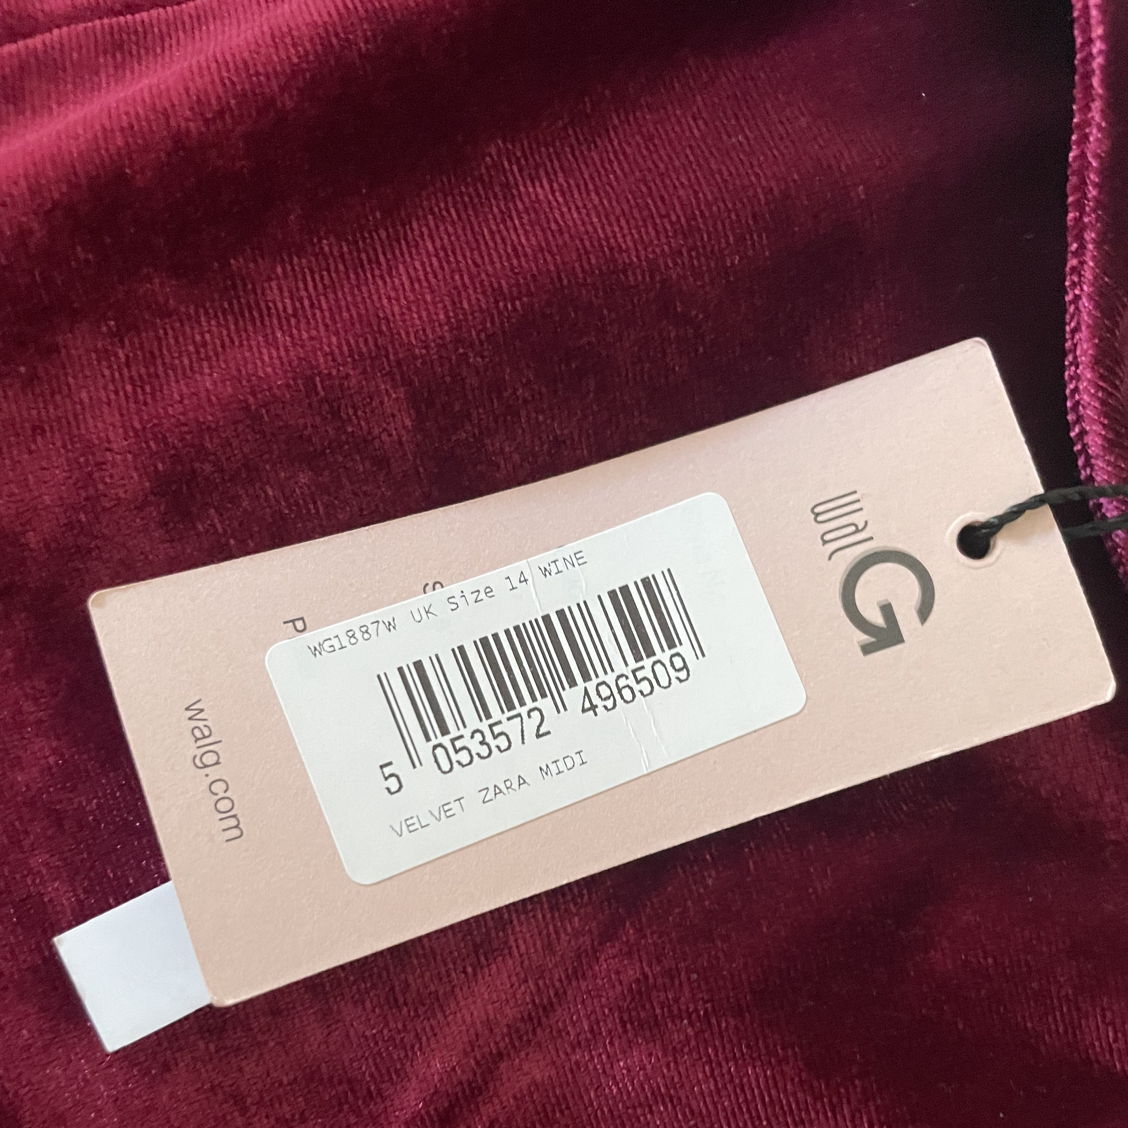 WG1887W UK Size 14 WINE
5 053572 496509
VELVET ZARA MIDI
walG
walg.com
S
P